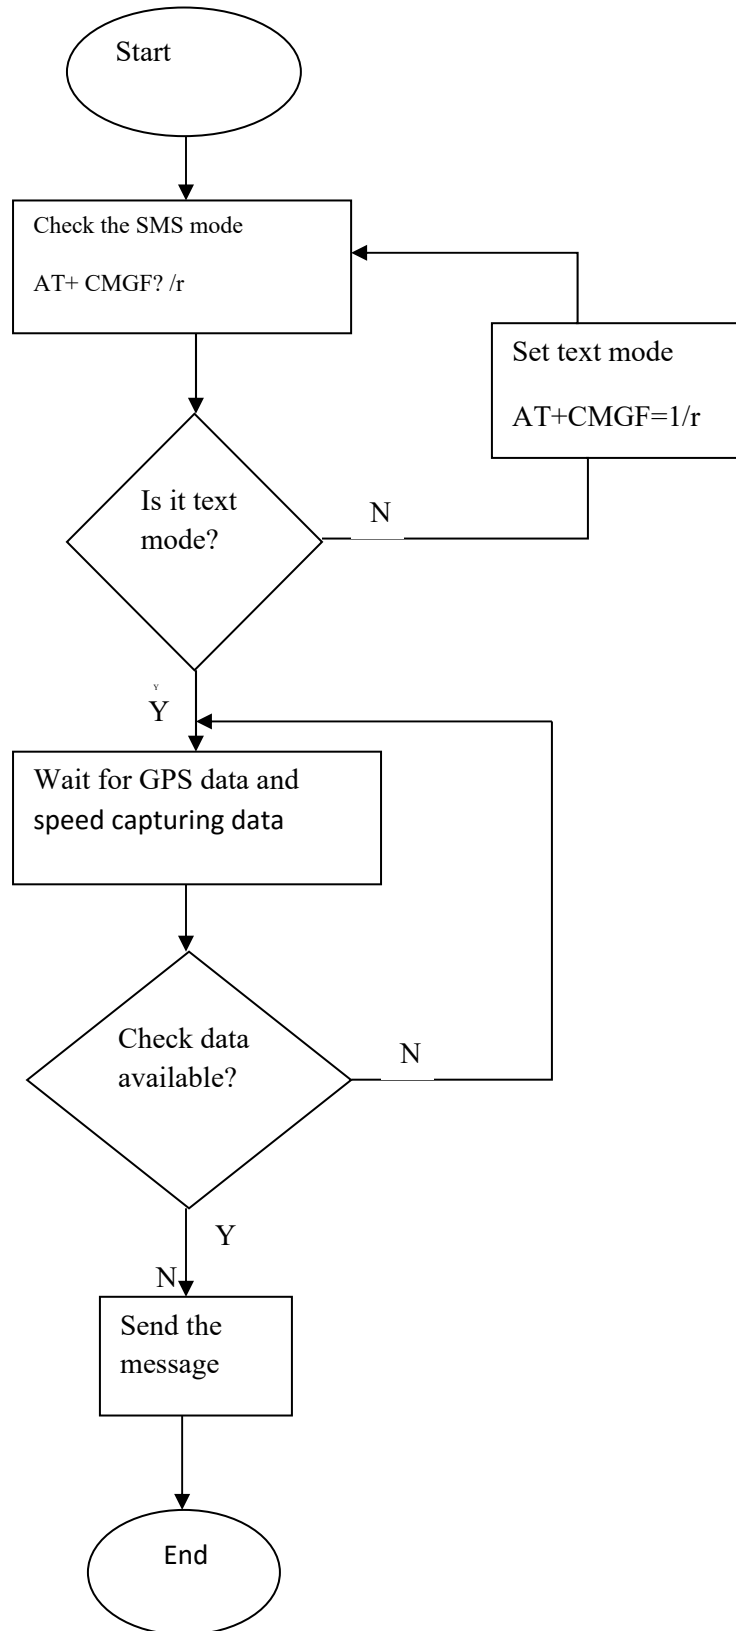 Start
Check the SMS mode
AT+ CMGF? /r
Set text mode
AT+CMGF=1/r
Is it text
mode?
N
Y
Y
Wait for GPS data and
speed capturing data
Check data
available?
N
Y
N
Send the
message
End